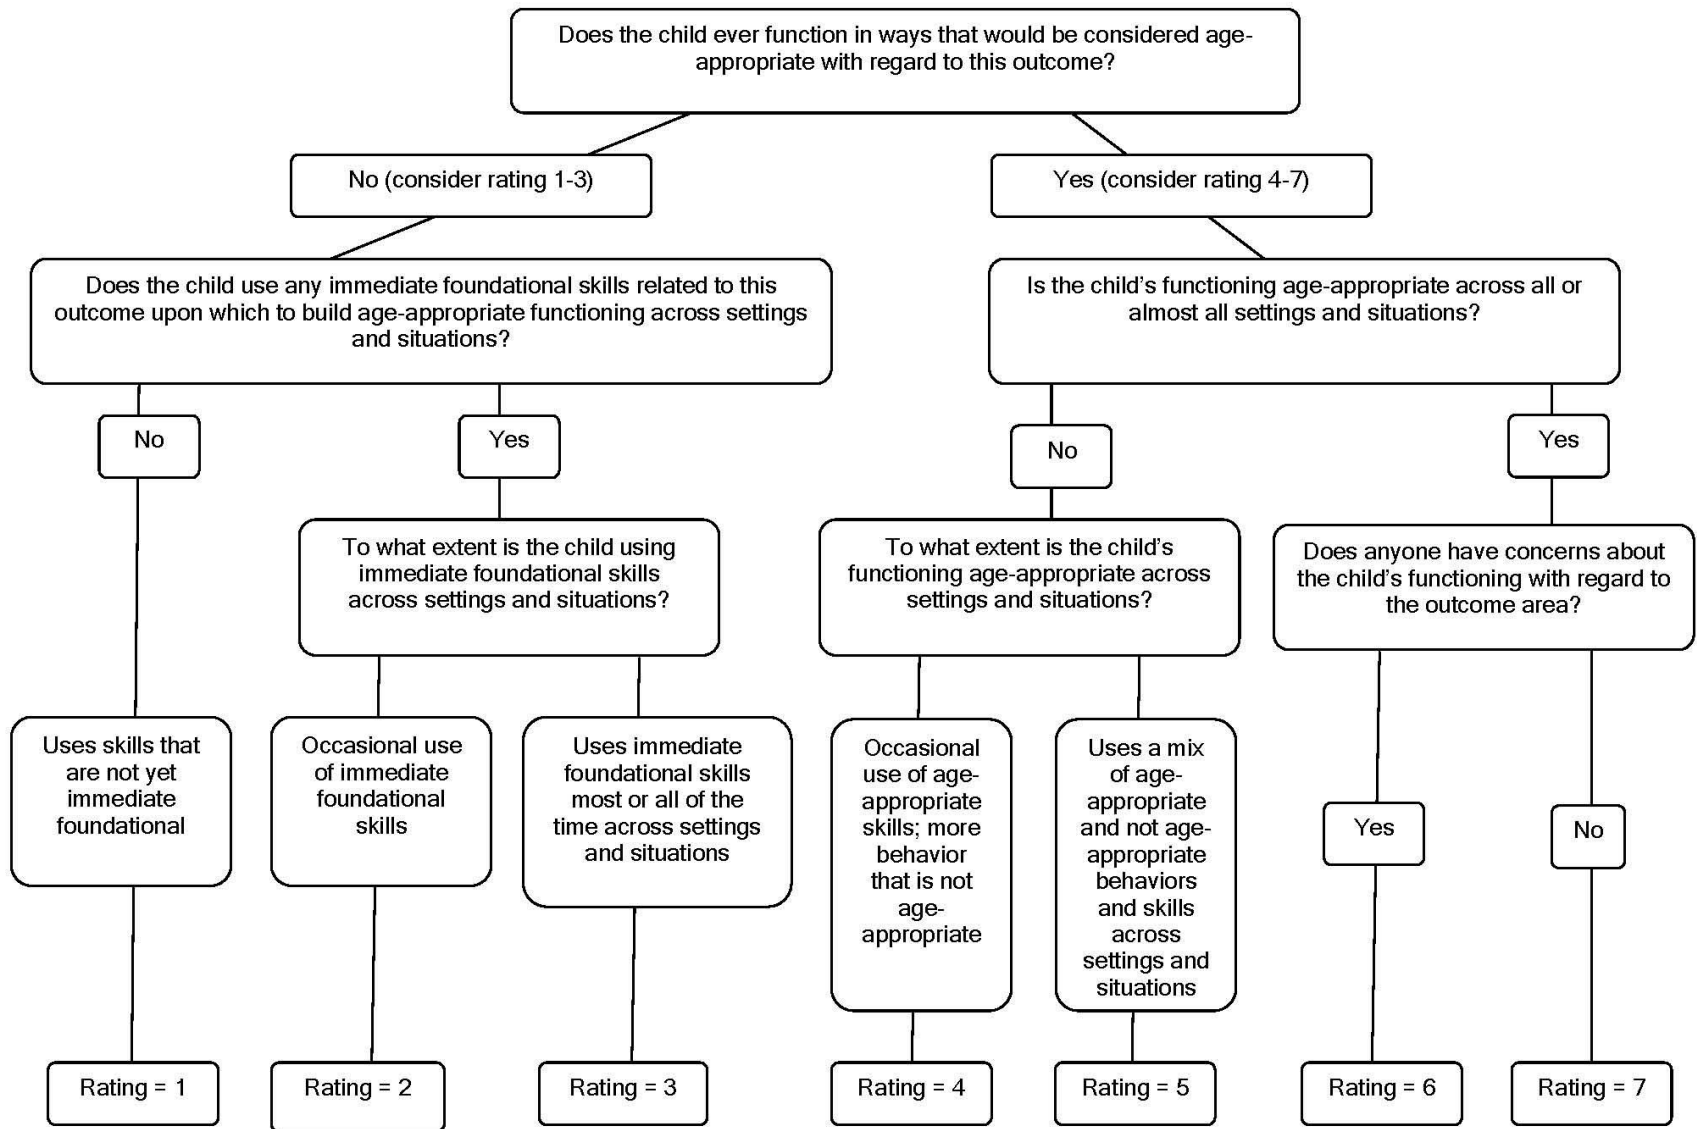 Does the child ever function in ways that would be considered age-
appropriate with regard to this outcome?
No (consider rating 1-3)
Yes (consider rating 4-7)
Does the child use any immediate foundational skills related to this
outcome upon which to build age-appropriate functioning across settings
and situations?
Is the child's functioning age-appropriate across all or
almost all settings and situations?
No
Yes
No
Yes
To what extent is the child using
immediate foundational skills
across settings and situations?
To what extent is the child's
functioning age-appropriate across
settings and situations?
Does anyone have concerns about
the child's functioning with regard to
the outcome area?
Uses skills that
are not yet
immediate
foundational
Occasional use
of immediate
foundational
skills
Uses immediate
foundational skills
most or all of the
time across settings
and situations
Occasional
use of age-
appropriate
skills; more
behavior
that is not
age-
appropriate
Uses a mix
of age-
appropriate
and not age-
appropriate
behaviors
and skills
across
settings and
situations
Yes
No
Rating = 1
Rating = 2
Rating = 3
Rating = 4
Rating = 5
Rating = 6
Rating = 7